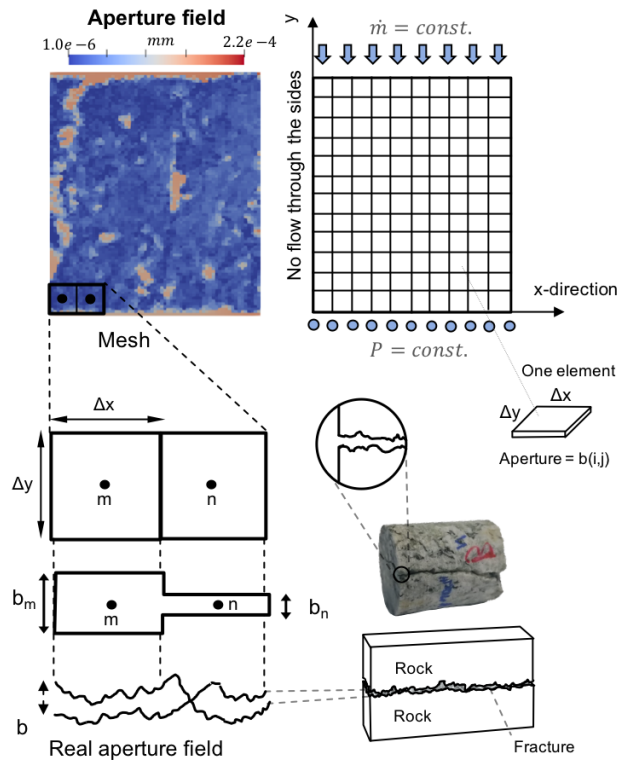 Aperture field
1.0e − 6 mm 2.2e − 4
Mesh
y
ṁ = const.
No flow through the sides
x-direction
P = const.
One element
Δx
Δy
Aperture = b(i,j)
Δx
Δy
m
n
b_m
m
n
b_n
b
Real aperture field
Rock
Rock
Fracture